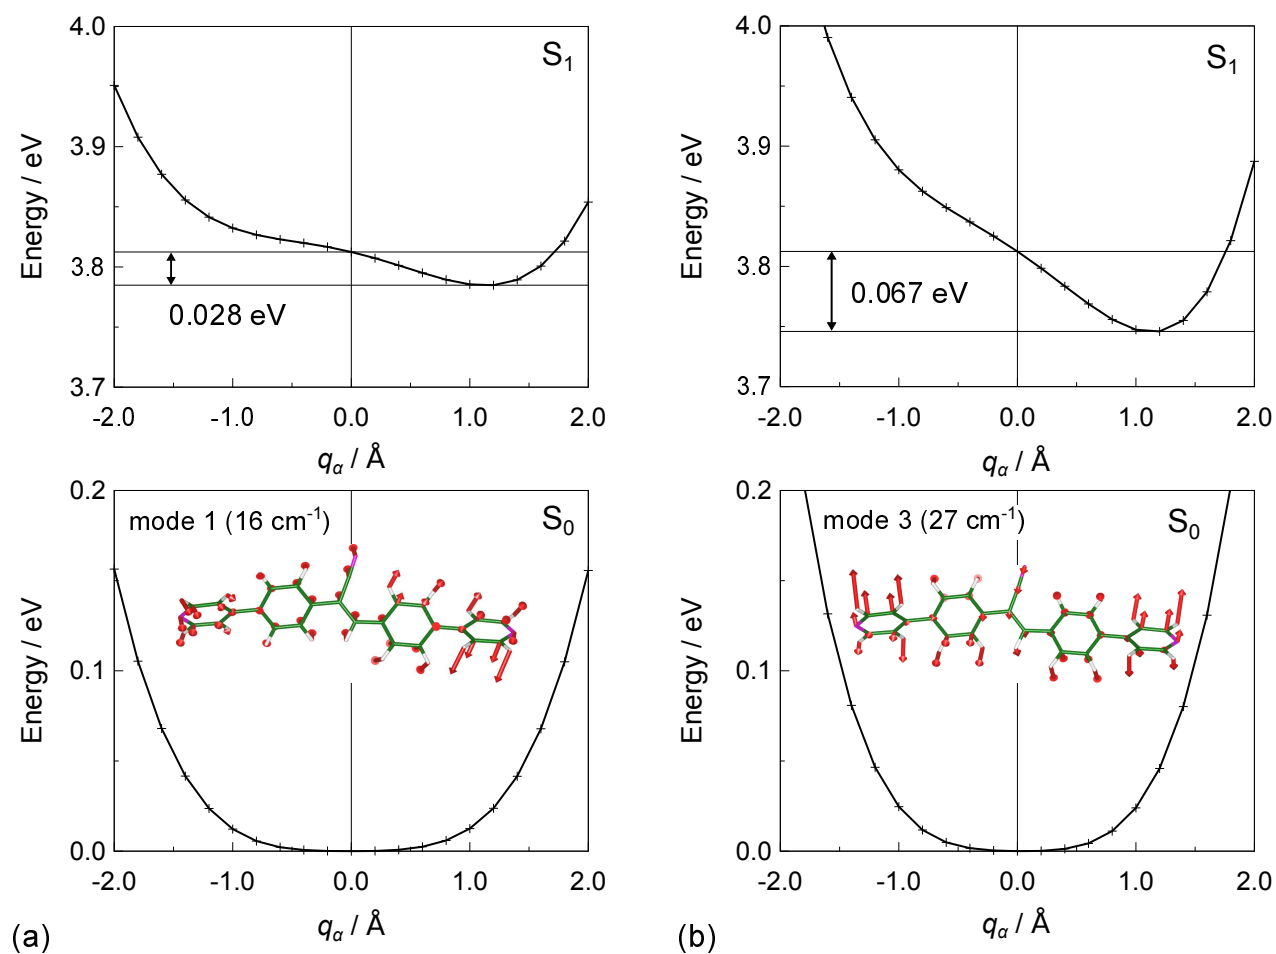 4.0
3.9
3.8
3.7
Energy / eV
S1
0.028 eV
-2.0 -1.0 0.0 1.0 2.0
qα / Å
4.0
3.9
3.8
3.7
Energy / eV
S1
0.067 eV
-2.0 -1.0 0.0 1.0 2.0
qα / Å
0.2
0.1
0.0
Energy / eV
mode 1 (16 cm-1)
S0
-2.0 -1.0 0.0 1.0 2.0
qα / Å
(a)
0.2
0.1
0.0
Energy / eV
mode 3 (27 cm-1)
S0
-2.0 -1.0 0.0 1.0 2.0
qα / Å
(b)